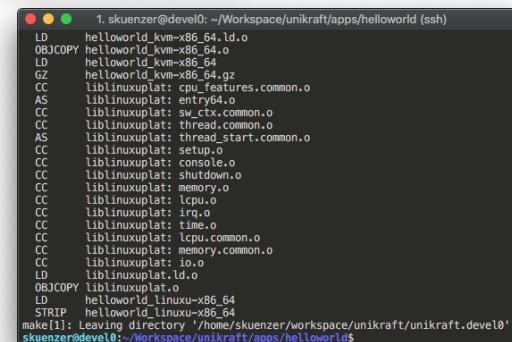 1. skuenzer@devel0: ~/Workspace/unikraft/apps/helloworld (ssh)
LD helloworld_kvm-x86_64.ld.o
OBJCOPY helloworld_kvm-x86_64.o
LD helloworld_kvm-x86_64
GZ helloworld_kvm-x86_64.gz
CC liblinuxuplat: cpu_features.common.o
AS liblinuxuplat: entry64.o
CC liblinuxuplat: sw_ctx.common.o
CC liblinuxuplat: thread.common.o
AS liblinuxuplat: thread_start.common.o
CC liblinuxuplat: setup.o
CC liblinuxuplat: console.o
CC liblinuxuplat: shutdown.o
CC liblinuxuplat: memory.o
CC liblinuxuplat: lcpu.o
CC liblinuxuplat: irq.o
CC liblinuxuplat: time.o
CC liblinuxuplat: lcpu.common.o
CC liblinuxuplat: memory.common.o
CC liblinuxuplat: io.o
LD liblinuxuplat.ld.o
OBJCOPY liblinuxuplat.o
LD helloworld_linuxu-x86_64
STRIP helloworld_linuxu-x86_64
make[1]: Leaving directory '/home/skuenzer/workspace/unikraft/unikraft.devel0'
skuenzer@devel0:~/Workspace/unikraft/apps/helloworld$